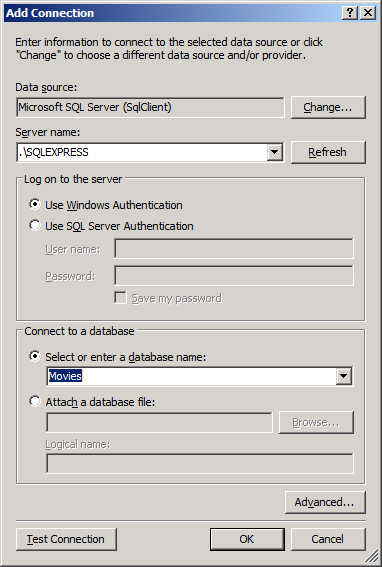 Add Connection
Enter information to connect to the selected data source or click
"Change" to choose a different data source and/or provider.
Data source:
Microsoft SQL Server (SqlClient)
Change...
Server name:
.\SQLEXPRESS
Refresh
Log on to the server
Use Windows Authentication
Use SQL Server Authentication
User name:
Password:
Save my password
Connect to a database
Select or enter a database name:
Movies
Attach a database file:
Browse...
Logical name:
Advanced...
Test Connection
OK
Cancel